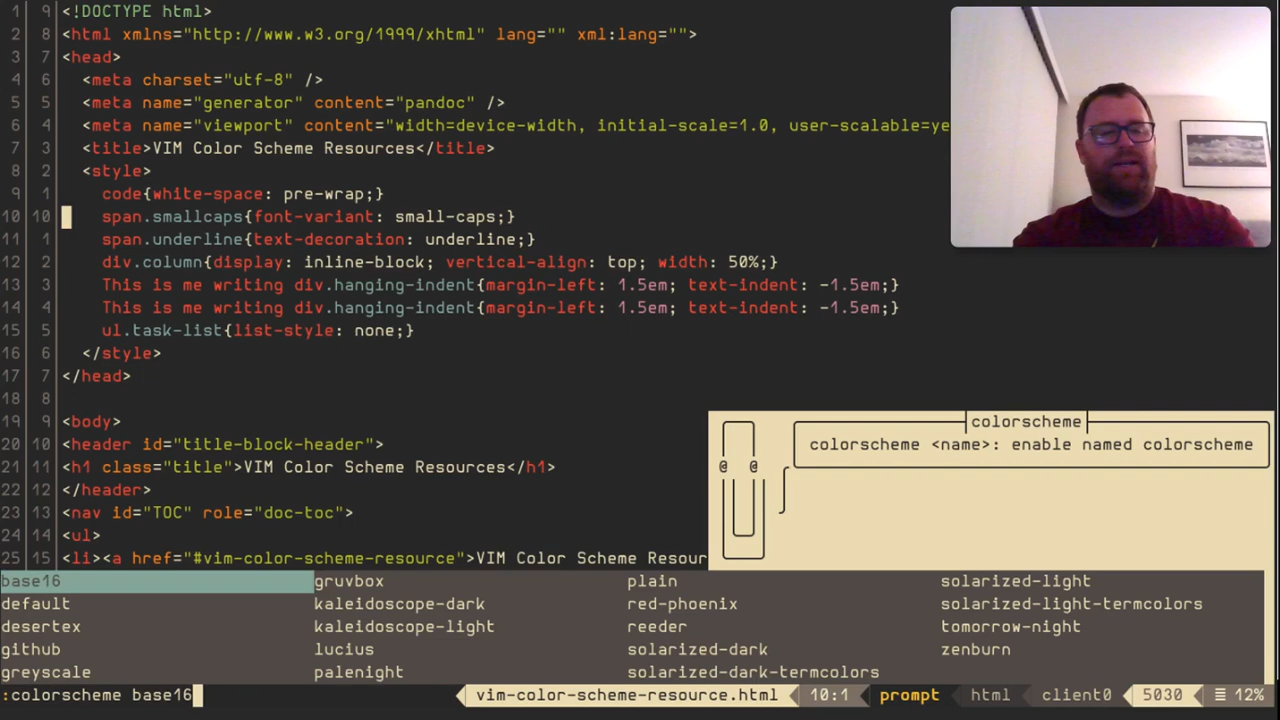 1 9 <!DOCTYPE html>
2 8 <html xmlns="http://www.w3.org/1999/xhtml" lang="" xml:lang="">
3 7 <head>
4 6 <meta charset="utf-8" />
5 5 <meta name="generator" content="pandoc" />
6 4 <meta name="viewport" content="width=device-width, initial-scale=1.0, user-scalable=ye
7 3 <title>VIM Color Scheme Resources</title>
8 2 <style>
9 1 code{white-space: pre-wrap;}
10 10 span.smallcaps{font-variant: small-caps;}
11 1 span.underline{text-decoration: underline;}
12 2 div.column{display: inline-block; vertical-align: top; width: 50%;}
13 3 This is me writing div.hanging-indent{margin-left: 1.5em; text-indent: -1.5em;}
14 4 This is me writing div.hanging-indent{margin-left: 1.5em; text-indent: -1.5em;}
15 5 ul.task-list{list-style: none;}
16 6 </style>
17 7 </head>
18 8
19 9 <body>
20 10 <header id="title-block-header">
21 11 <h1 class="title">VIM Color Scheme Resources</h1>
22 12 </header>
23 13 <nav id="TOC" role="doc-toc">
24 14 <ul>
25 15 <li><a href="#vim-color-scheme-resource">VIM Color Scheme Resour
colorscheme
colorscheme <name>: enable named colorscheme
@ @
base16 gruvbox plain solarized-light
default kaleidoscope-dark red-phoenix solarized-light-termcolors
desertex kaleidoscope-light reeder tomorrow-night
github lucius solarized-dark zenburn
greyscale palenight solarized-dark-termcolors
:colorscheme base16 vim-color-scheme-resource.html 10:1 prompt html client0 5030 ≣ 12%